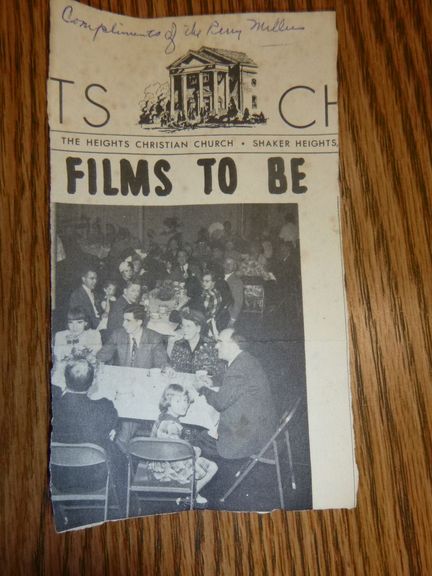 Compliments of the Perry Millers
TS CH
THE HEIGHTS CHRISTIAN CHURCH • SHAKER HEIGHTS,
FILMS TO BE